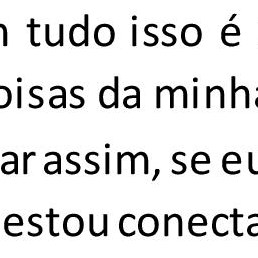 tudo, isso é
oisas da minha
ar assim, se eu
estou conecta